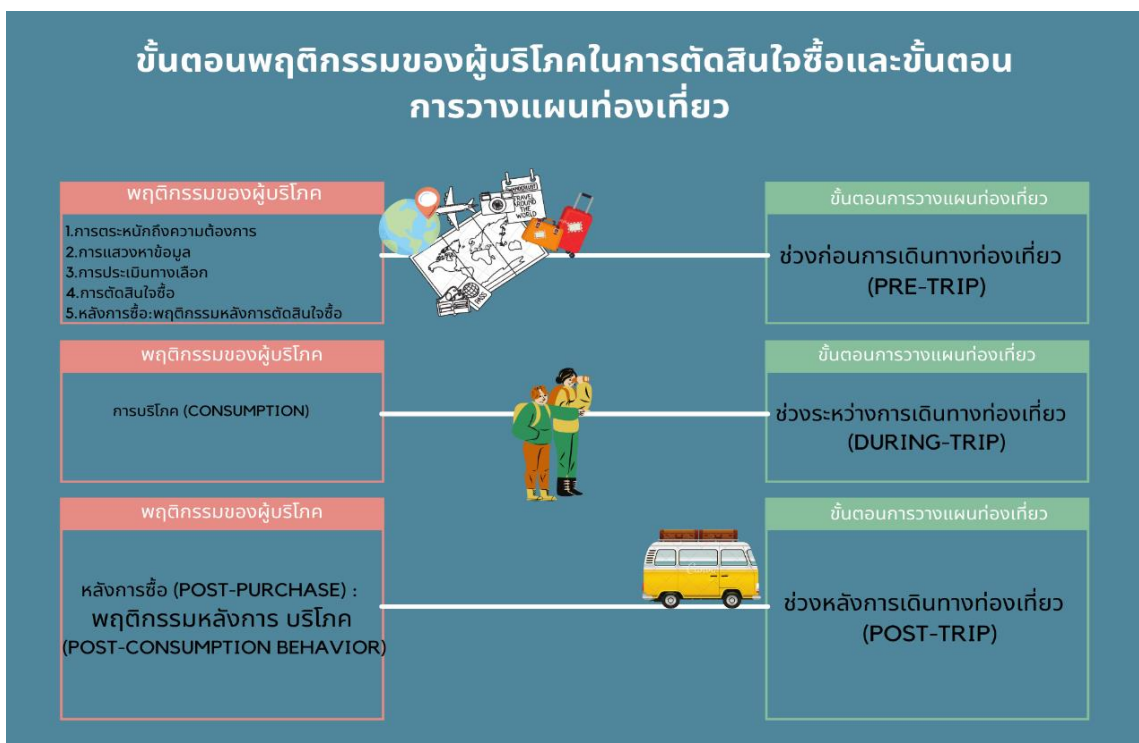 ขั้นตอนพฤติกรรมของผู้บริโภคในการตัดสินใจซื้อและขั้นตอน
การวางแผนท่องเที่ยว
พฤติกรรมของผู้บริโภค
1.การตระหนักถึงความต้องการ
2.การแสวงหาข้อมูล
3.การประเมินทางเลือก
4.การตัดสินใจซื้อ
5.หลังการซื้อ:พฤติกรรมหลังการตัดสินใจซื้อ
TRAVEL
AROUND
THE
WORLD
ขั้นตอนการวางแผนท่องเที่ยว
ช่วงก่อนการเดินทางท่องเที่ยว
(PRE-TRIP)
พฤติกรรมของผู้บริโภค
การบริโภค (CONSUMPTION)
ขั้นตอนการวางแผนท่องเที่ยว
ช่วงระหว่างการเดินทางท่องเที่ยว
(DURING-TRIP)
พฤติกรรมของผู้บริโภค
หลังการซื้อ (POST-PURCHASE) :
พฤติกรรมหลังการ บริโภค
(POST-CONSUMPTION BEHAVIOR)
ขั้นตอนการวางแผนท่องเที่ยว
ช่วงหลังการเดินทางท่องเที่ยว
(POST-TRIP)